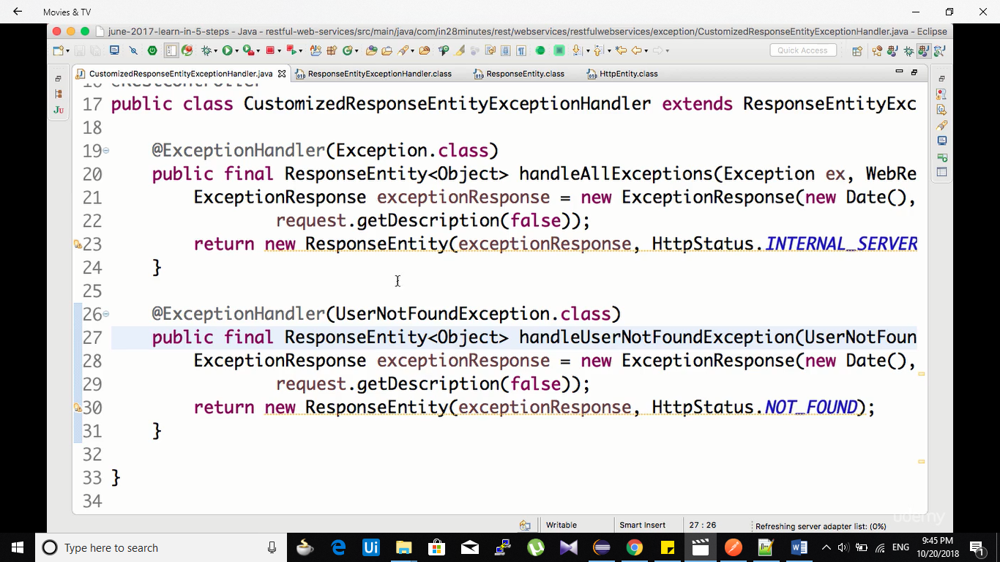 Movies & TV
june-2017-learn-in-5-steps - Java - restful-web-services/src/main/java/com/in28minutes/rest/webservices/restfulwebservices/exception/CustomizedResponseEntityExceptionHandler.java - Eclipse
Quick Access
CustomizedResponseEntityExceptionHandler.java ResponseEntityExceptionHandler.class ResponseEntity.class HttpEntity.class
16 @RestController
17 public class CustomizedResponseEntityExceptionHandler extends ResponseEntityExc
18
19 @ExceptionHandler(Exception.class)
20 public final ResponseEntity<Object> handleAllExceptions(Exception ex, WebRe
21 ExceptionResponse exceptionResponse = new ExceptionResponse(new Date(),
22 request.getDescription(false));
23 return new ResponseEntity(exceptionResponse, HttpStatus.INTERNAL_SERVER
24 }
25
26 @ExceptionHandler(UserNotFoundException.class)
27 public final ResponseEntity<Object> handleUserNotFoundException(UserNotFoun
28 ExceptionResponse exceptionResponse = new ExceptionResponse(new Date(),
29 request.getDescription(false));
30 return new ResponseEntity(exceptionResponse, HttpStatus.NOT_FOUND);
31 }
32
33 }
34
udemy
Writable Smart Insert 27 : 26 Refreshing server adapter list: (0%)
Type here to search ENG 9:45 PM
10/20/2018